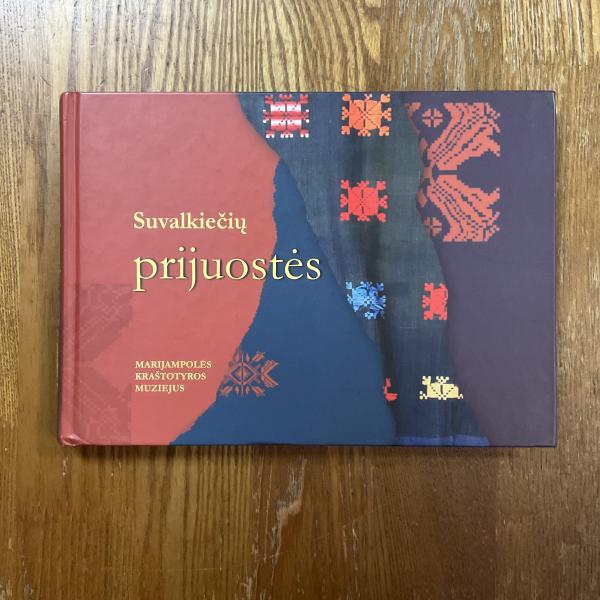 Suvalkiečių
prijuostės
MARIJAMPOLĖS
KRAŠTOTYROS
MUZIEJUS